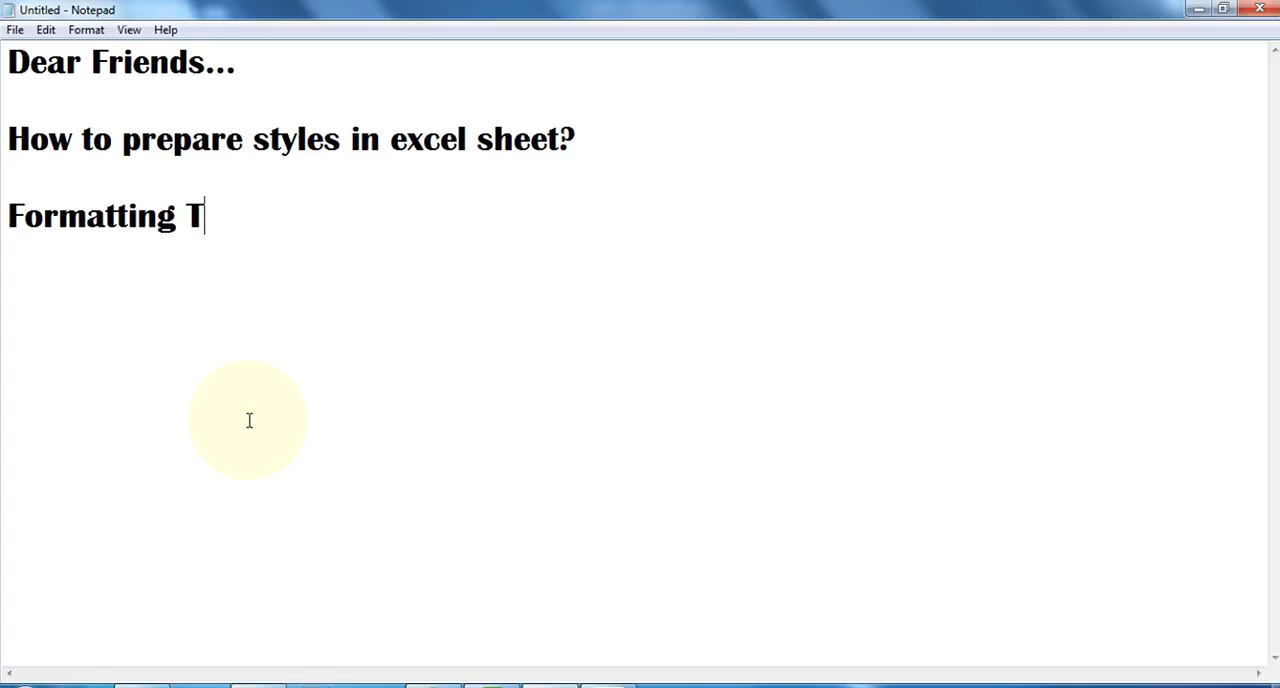 Untitled - Notepad
File Edit Format View Help
Dear Friends...
How to prepare styles in excel sheet?
Formatting T